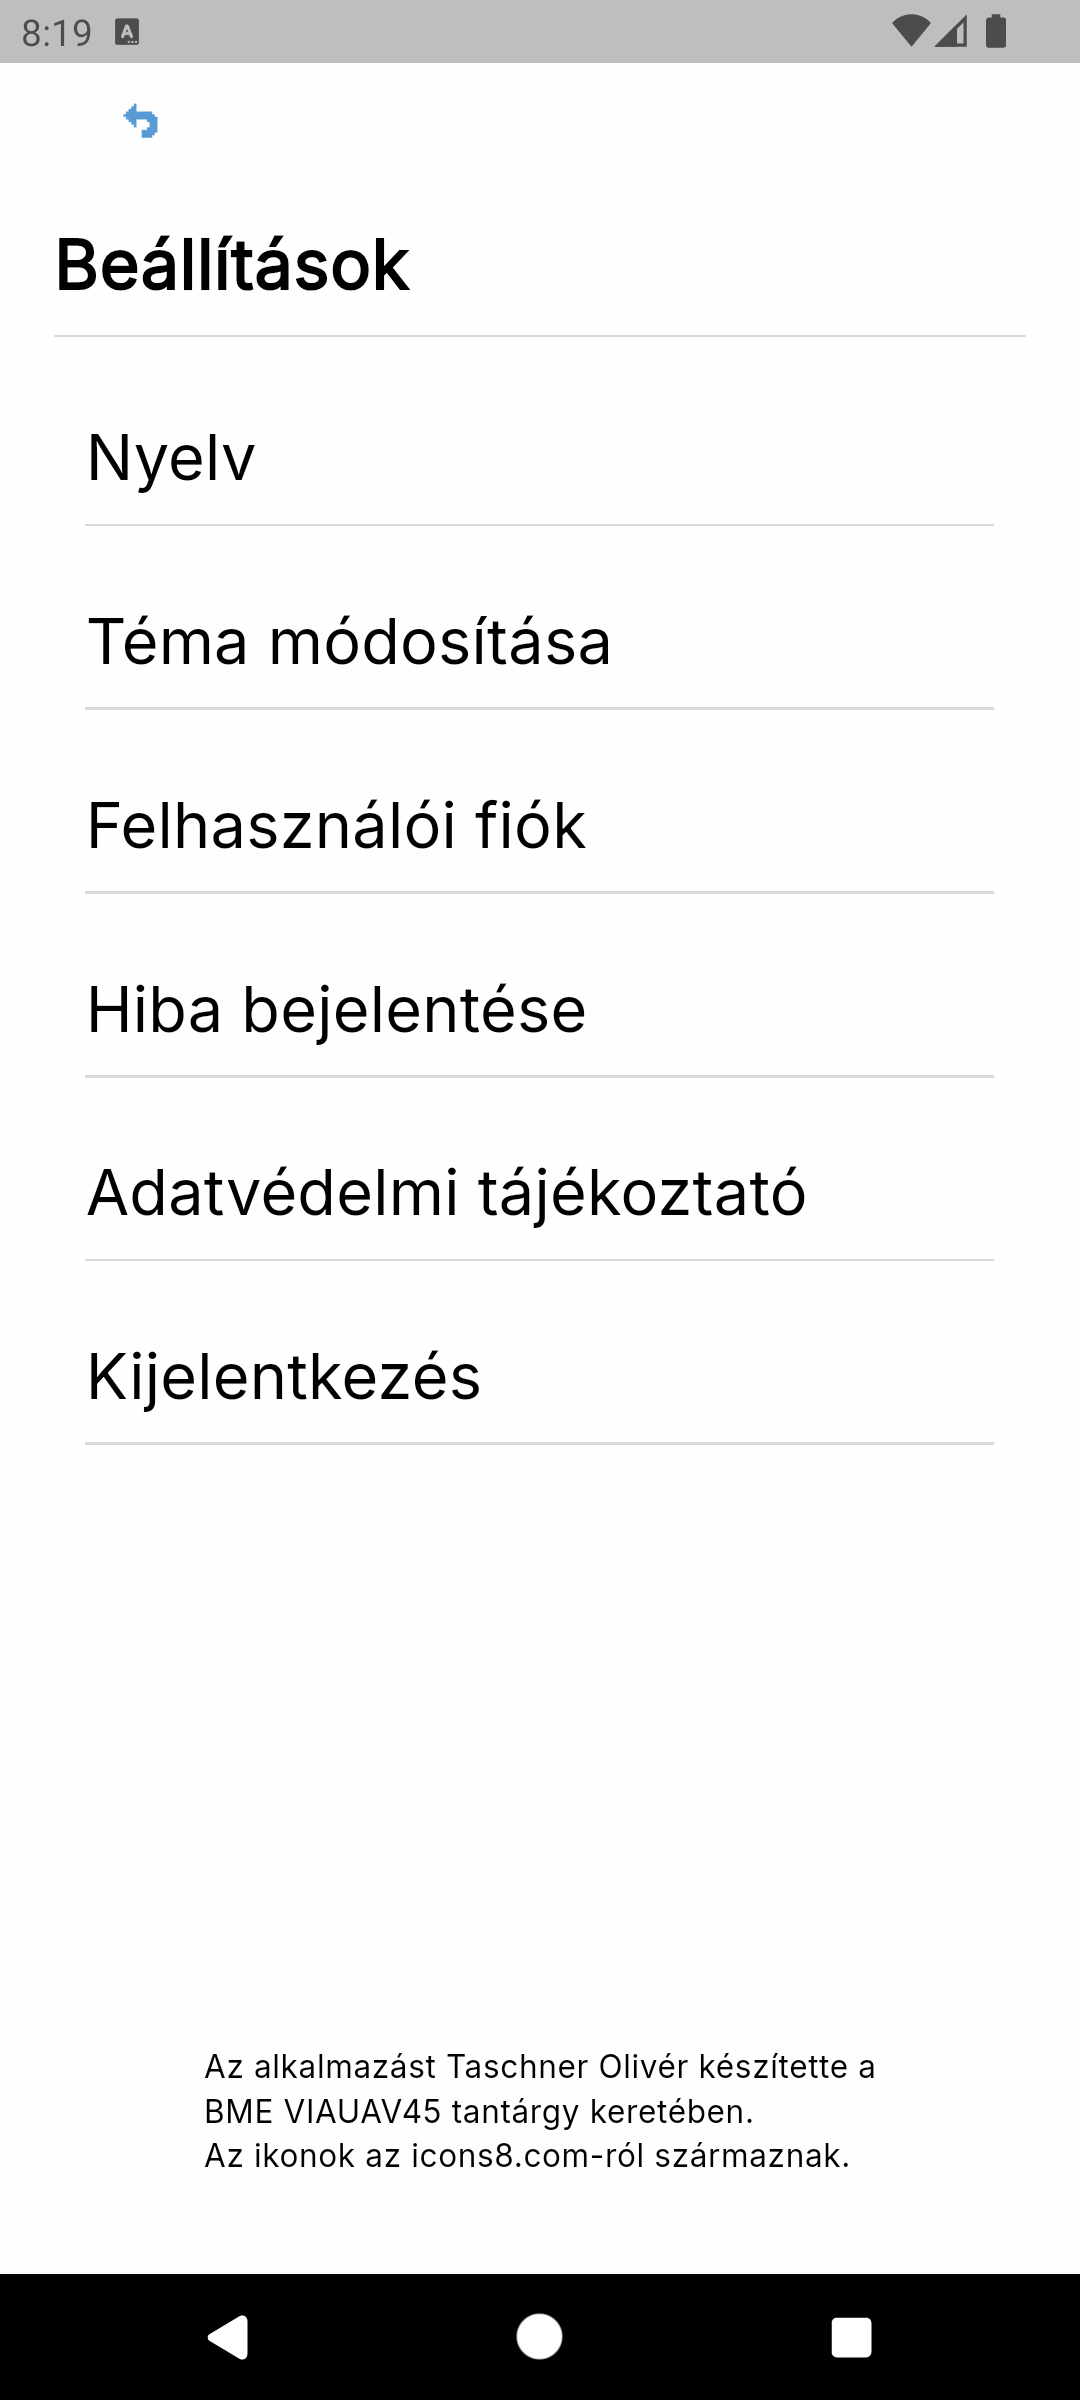 8:19
Beállítások
Nyelv
Téma módosítása
Felhasználói fiók
Hiba bejelentése
Adatvédelmi tájékoztató
Kijelentkezés
Az alkalmazást Taschner Olivér készítette a
BME VIAUAV45 tantárgy keretében.
Az ikonok az icons8.com-ról származnak.